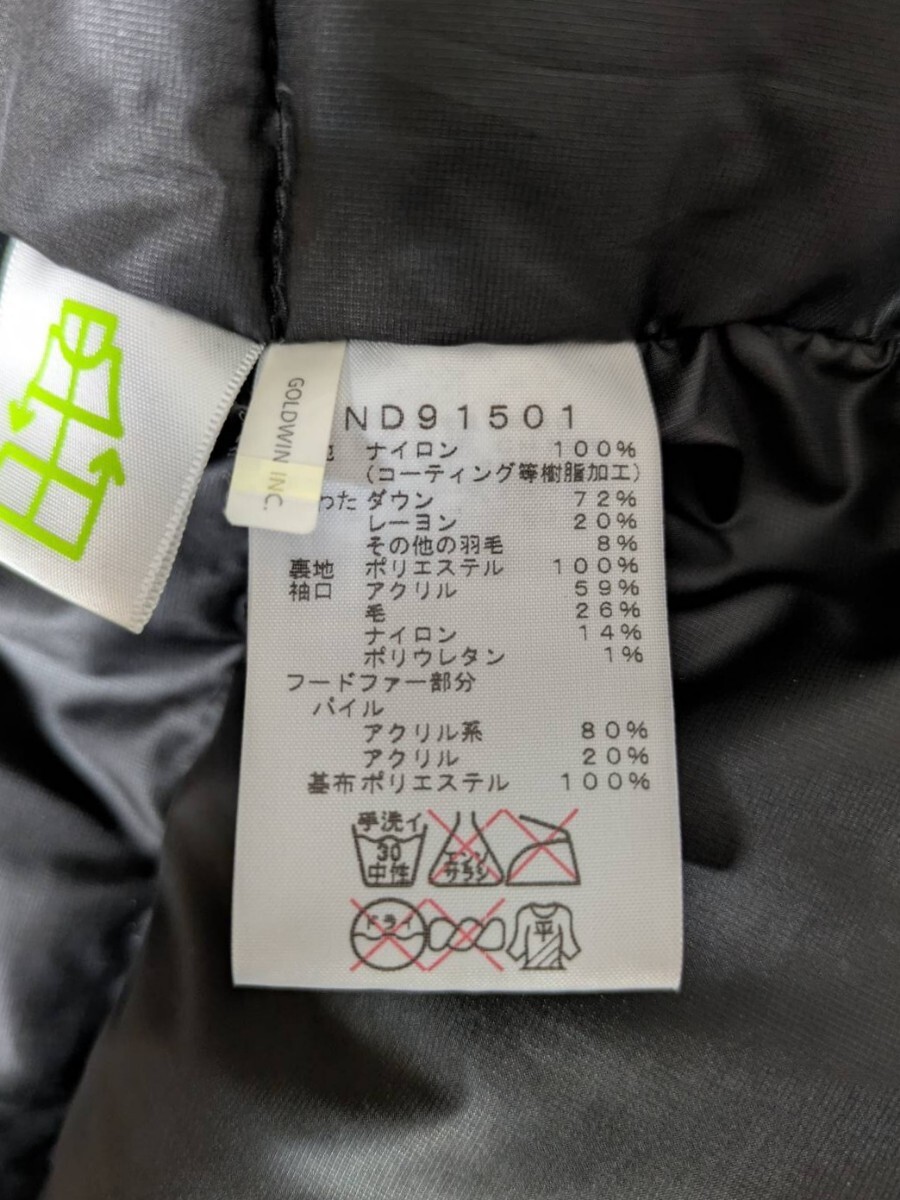 GOLDWIN INC.
ND91501
地 ナイロン 100%
(コーティング等樹脂加工)
わた ダウン 72%
レーヨン 20%
その他の羽毛 8%
裏地 ポリエステル 100%
袖口 アクリル 59%
毛 26%
ナイロン 14%
ポリウレタン 1%
フードファー部分
パイル
アクリル系 80%
アクリル 20%
基布ポリエステル 100%
手洗イ
30
中性
エンソ
サラシ
ドライ
平